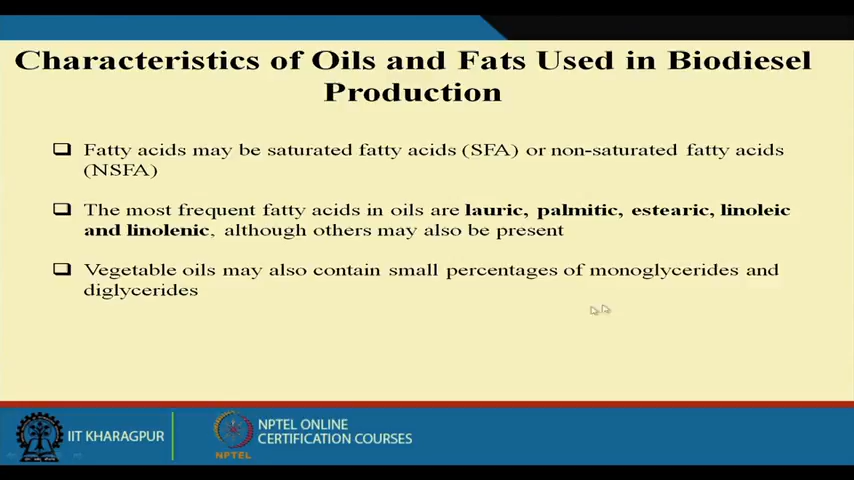 Characteristics of Oils and Fats Used in Biodiesel
Production
Fatty acids may be saturated fatty acids (SFA) or non-saturated fatty acids
(NSFA)
The most frequent fatty acids in oils are lauric, palmitic, estearic, linoleic
and linolenic, although others may also be present
Vegetable oils may also contain small percentages of monoglycerides and
diglycerides
IIT KHARAGPUR
NPTEL
NPTEL ONLINE
CERTIFICATION COURSES